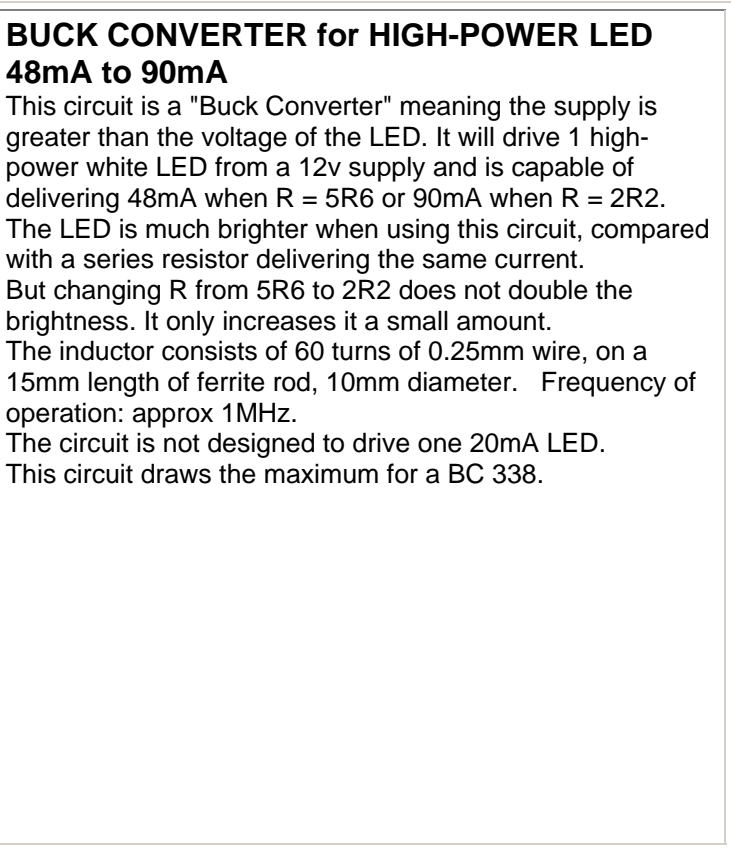 BUCK CONVERTER for HIGH-POWER LED
48mA to 90mA
This circuit is a "Buck Converter" meaning the supply is
greater than the voltage of the LED. It will drive 1 high-
power white LED from a 12v supply and is capable of
delivering 48mA when R = 5R6 or 90mA when R = 2R2.
The LED is much brighter when using this circuit, compared
with a series resistor delivering the same current.
But changing R from 5R6 to 2R2 does not double the
brightness. It only increases it a small amount.
The inductor consists of 60 turns of 0.25mm wire, on a
15mm length of ferrite rod, 10mm diameter.   Frequency of
operation: approx 1MHz.
The circuit is not designed to drive one 20mA LED.
This circuit draws the maximum for a BC 338.